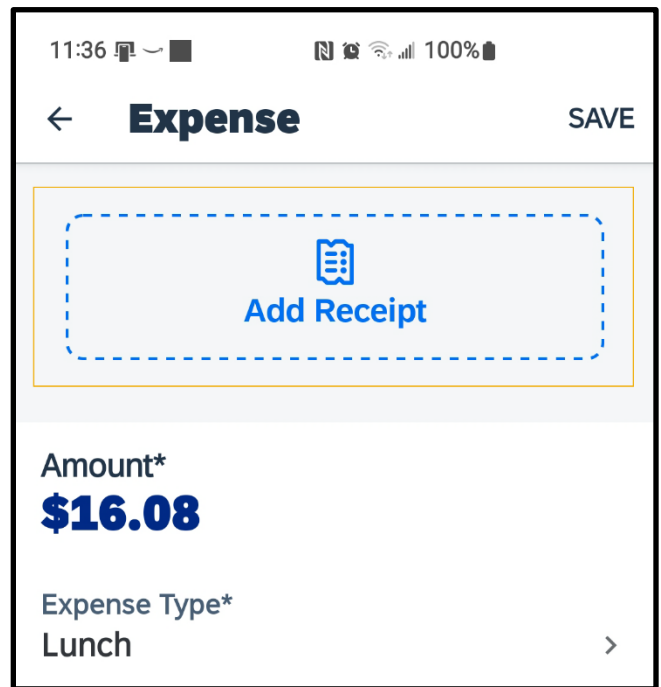 11:36 100%
Expense SAVE
Add Receipt
Amount*
$16.08
Expense Type*
Lunch